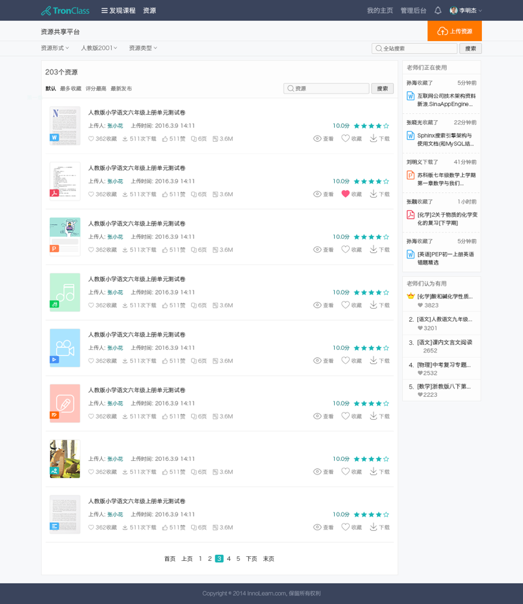 TronClass 发现课程 资源 我的主页 管理后台 李明杰
资源共享平台 上传资源
资源形式 人教版2001 资源类型 全站搜索 搜索
203个资源
默认 最多收藏 评分最高 最新发布 资源 搜索
人教版小学语文六年级上册单元测试卷
上传人: 张小花 上传时间: 2016.3.9 14:11 10.0分
362收藏 511次下载 511赞 6页 3.6M 查看 收藏 下载
人教版小学语文六年级上册单元测试卷
上传人: 张小花 上传时间: 2016.3.9 14:11 10.0分
362收藏 511次下载 511赞 6页 3.6M 查看 收藏 下载
人教版小学语文六年级上册单元测试卷
上传人: 张小花 上传时间: 2016.3.9 14:11 10.0分
362收藏 511次下载 511赞 6页 3.6M 查看 收藏 下载
人教版小学语文六年级上册单元测试卷
上传人: 张小花 上传时间: 2016.3.9 14:11 10.0分
362收藏 511次下载 511赞 6页 3.6M 查看 收藏 下载
人教版小学语文六年级上册单元测试卷
上传人: 张小花 上传时间: 2016.3.9 14:11 10.0分
362收藏 511次下载 511赞 6页 3.6M 查看 收藏 下载
人教版小学语文六年级上册单元测试卷
上传人: 张小花 上传时间: 2016.3.9 14:11 10.0分
362收藏 511次下载 511赞 6页 3.6M 查看 收藏 下载
上传人: 张小花 上传时间: 2016.3.9 14:11 10.0分
362收藏 511次下载 511赞 6页 3.6M 查看 收藏 下载
人教版小学语文六年级上册单元测试卷
上传人: 张小花 上传时间: 2016.3.9 14:11 10.0分
362收藏 511次下载 511赞 6页 3.6M 查看 收藏 下载
首页 上页 1 2 3 4 5 下页 末页
老师们正在使用
孙海收藏了 5分钟前
互联网公司技术架构资料
新浪.SinaAppEngine...
张晓光收藏了 22分钟前
Sphinx搜索引擎架构与
使用文档(和MySQL结...
刘明义下载了 41分钟前
苏科版七年级数学上学期
第一章数学与我们...
张鹏收藏了 1小时前
[化学]2关于物质的化学变
化的复习[下学期]
孙海收藏了 5分钟前
[英语]PEP初一上册英语
错题精选
老师们认为有用
[化学]酸和碱化学性质...
3623
2. [语文]人教语文九年级...
3201
3. [语文]课内文言文阅读
2652
4. [物理]中考复习专题...
2532
5. [数学]浙教版八下第...
2223
Copyright © 2014 InnoLearn.com, 保留所有权利